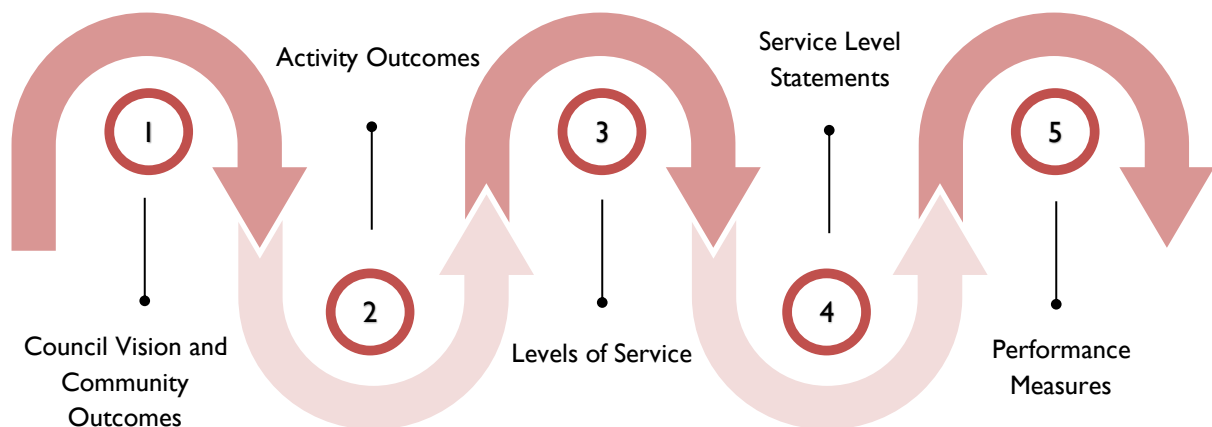 1
Council Vision and
Community
Outcomes
Activity Outcomes
2
3
Levels of Service
Service Level
Statements
4
5
Performance
Measures